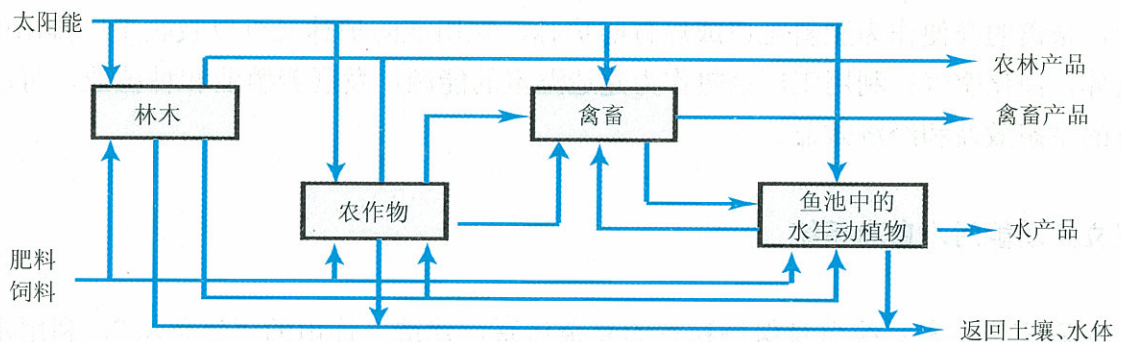 太阳能
农林产品
林木
禽畜
禽畜产品
农作物
鱼池中的
水生动植物
水产品
肥料
饲料
返回土壤、水体